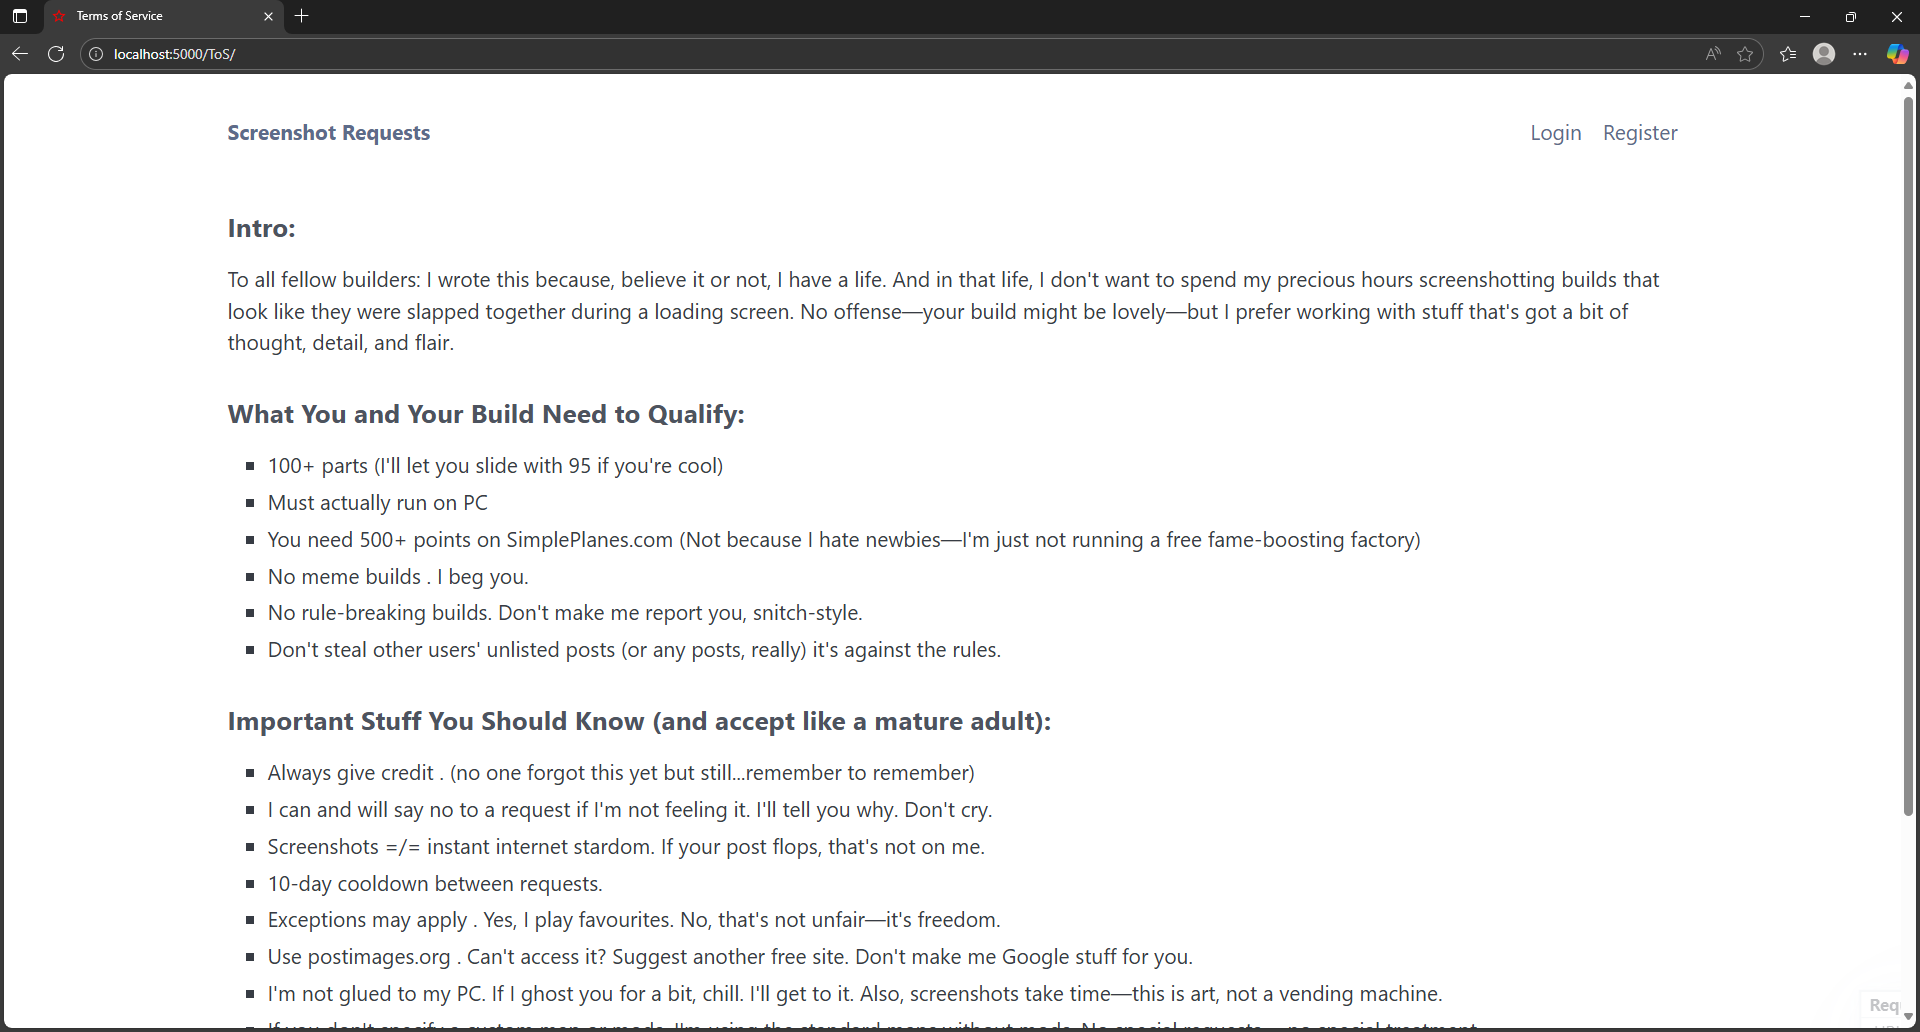 Terms of Service
localhost:5000/ToS/
Screenshot Requests
Login Register
Intro:
To all fellow builders: I wrote this because, believe it or not, I have a life. And in that life, I don't want to spend my precious hours screenshotting builds that
look like they were slapped together during a loading screen. No offense—your build might be lovely—but I prefer working with stuff that's got a bit of
thought, detail, and flair.
What You and Your Build Need to Qualify:
▪ 100+ parts (I'll let you slide with 95 if you're cool)
▪ Must actually run on PC
▪ You need 500+ points on SimplePlanes.com (Not because I hate newbies—I'm just not running a free fame-boosting factory)
▪ No meme builds . I beg you.
▪ No rule-breaking builds. Don't make me report you, snitch-style.
▪ Don't steal other users' unlisted posts (or any posts, really) it's against the rules.
Important Stuff You Should Know (and accept like a mature adult):
▪ Always give credit . (no one forgot this yet but still...remember to remember)
▪ I can and will say no to a request if I'm not feeling it. I'll tell you why. Don't cry.
▪ Screenshots =/= instant internet stardom. If your post flops, that's not on me.
▪ 10-day cooldown between requests.
▪ Exceptions may apply . Yes, I play favourites. No, that's not unfair—it's freedom.
▪ Use postimages.org . Can't access it? Suggest another free site. Don't make me Google stuff for you.
▪ I'm not glued to my PC. If I ghost you for a bit, chill. I'll get to it. Also, screenshots take time—this is art, not a vending machine.
Req